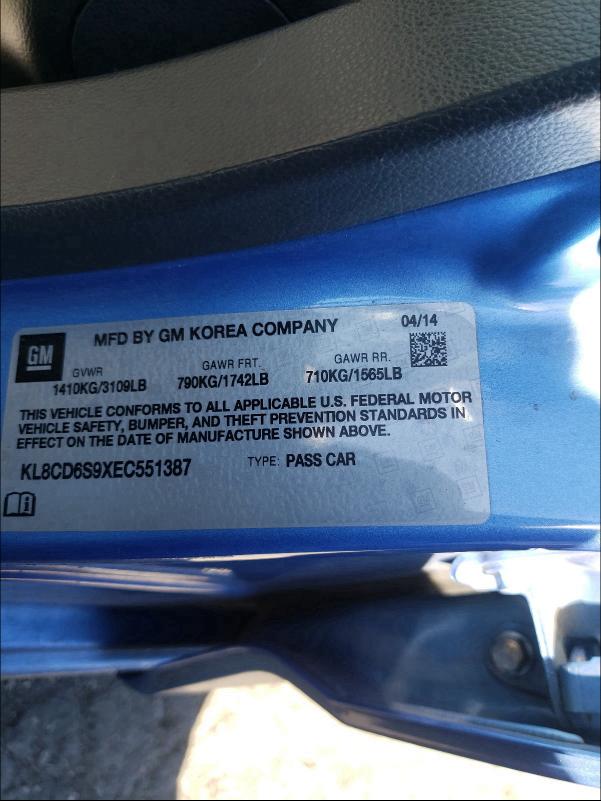 GM
MFD BY GM KOREA COMPANY 04/14
GVWR GAWR FRT. GAWR RR.
1410KG/3109LB 790KG/1742LB 710KG/1565LB
THIS VEHICLE CONFORMS TO ALL APPLICABLE U.S. FEDERAL MOTOR
VEHICLE SAFETY, BUMPER, AND THEFT PREVENTION STANDARDS IN
EFFECT ON THE DATE OF MANUFACTURE SHOWN ABOVE.
KL8CD6S9XEC551387 TYPE: PASS CAR